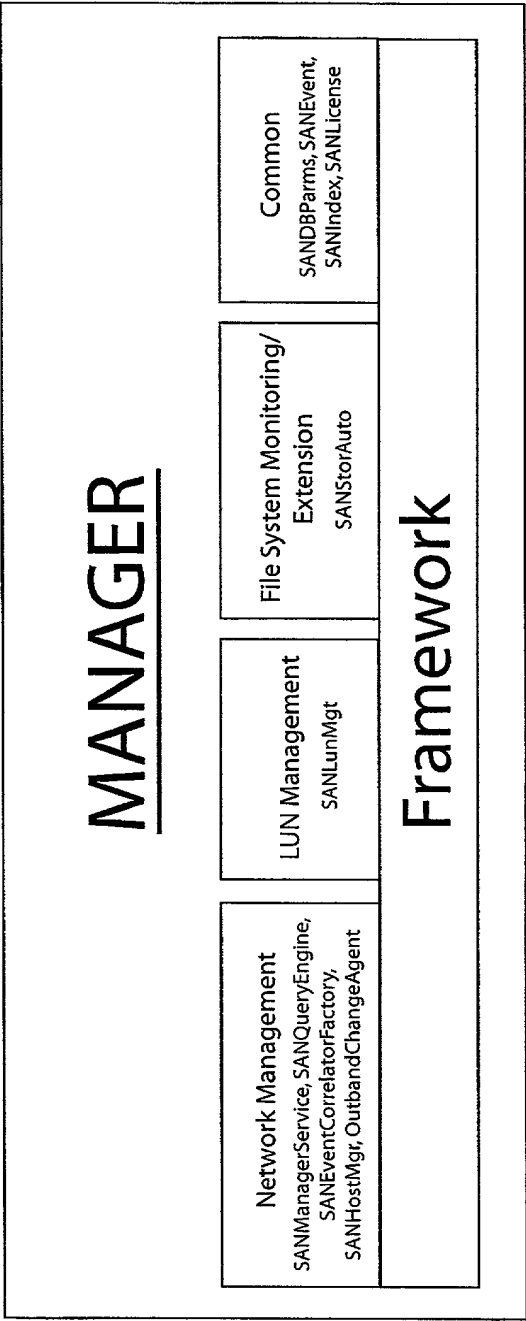 MANAGER
Network Management
SANManagerService, SANQueryEngine,
SANEventCorrelatorFactory,
SANHostMgr, OutbandChangeAgent
LUN Management
SANLunMgt
File System Monitoring/
Extension
SANStorAuto
Common
SANDBParms, SANEvent,
SANIndex, SANLicense
Framework